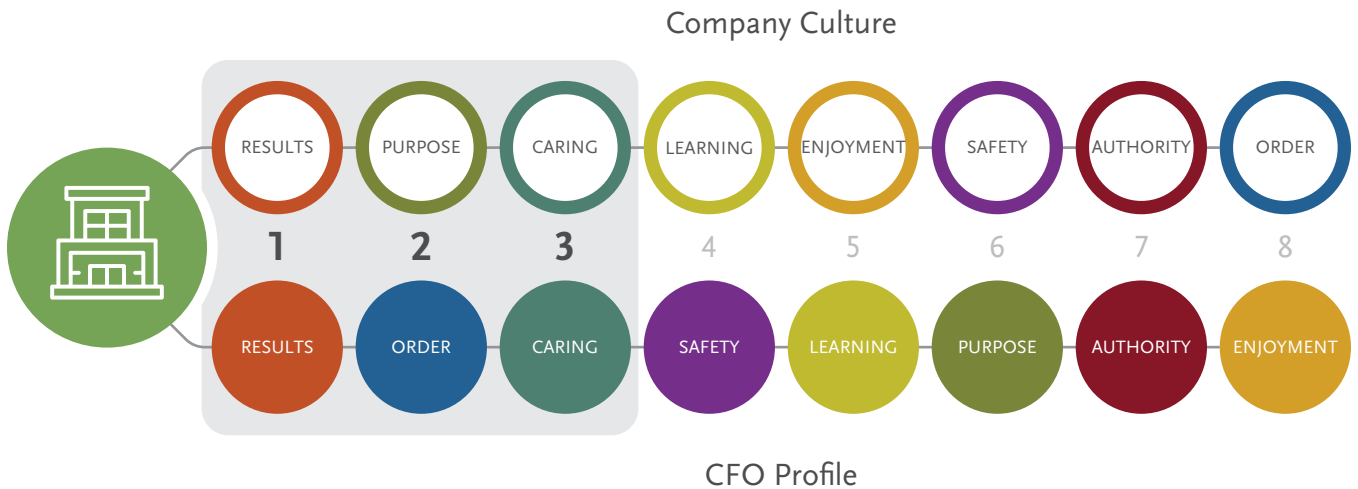 Company Culture
RESULTS PURPOSE CARING LEARNING ENJOYMENT SAFETY AUTHORITY ORDER
1 2 3 4 5 6 7 8
RESULTS ORDER CARING SAFETY LEARNING PURPOSE AUTHORITY ENJOYMENT
CFO Profile